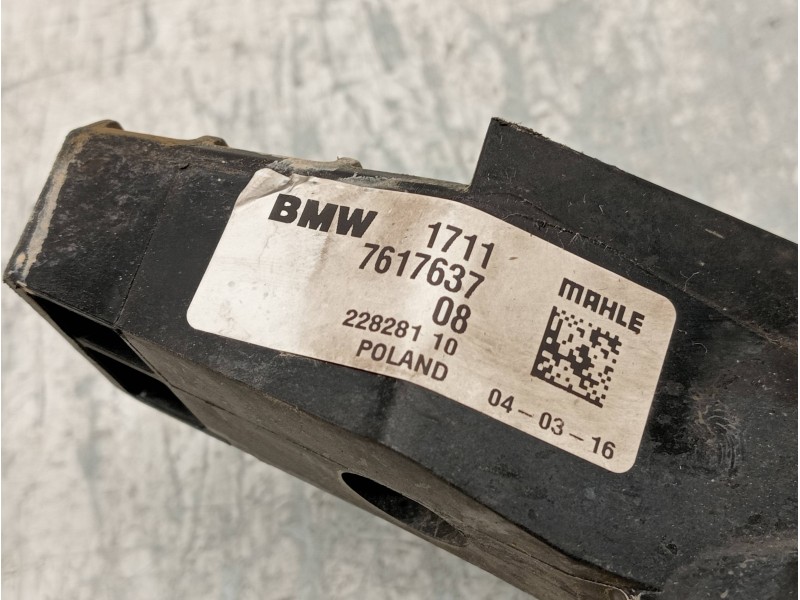 BMW 1711
7617637
08
228281 10
POLAND
MAHLE
04-03-16